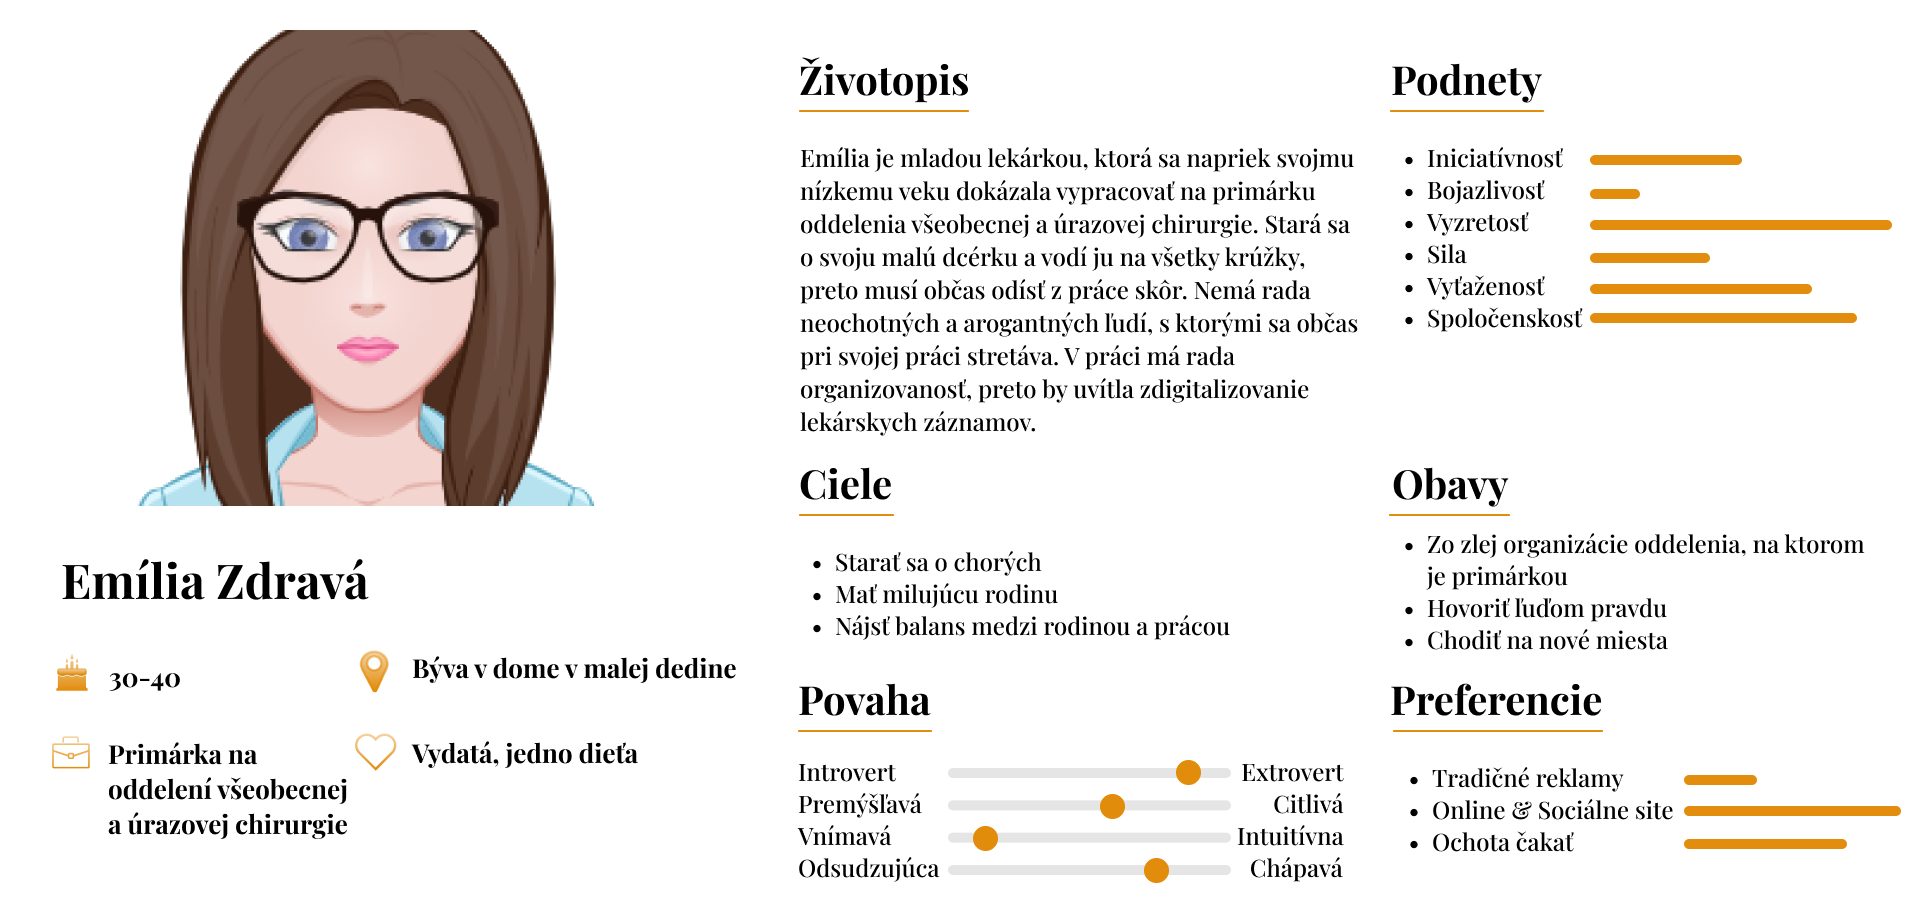 Emília Zdravá
30-40
Býva v dome v malej dedine
Primárka na
oddelení všeobecnej
a úrazovej chirurgie
Vydatá, jedno dieťa
Životopis
Emília je mladou lekárkou, ktorá sa napriek svojmu
nízkemu veku dokázala vypracovať na primárku
oddelenia všeobecnej a úrazovej chirurgie. Stará sa
o svoju malú dcérku a vodí ju na všetky krúžky,
preto musí občas odísť z práce skôr. Nemá rada
neochotných a arogantných ľudí, s ktorými sa občas
pri svojej práci stretáva. V práci má rada
organizovanosť, preto by uvítla zdigitalizovanie
lekárskych záznamov.
Ciele
• Starať sa o chorých
• Mať milujúcu rodinu
• Nájsť balans medzi rodinou a prácou
Povaha
Introvert Extrovert
Premýšľavá Citlivá
Vnímavá Intuitívna
Odsudzujúca Chápavá
Podnety
• Iniciatívnosť
• Bojazlivosť
• Vyzretosť
• Sila
• Vyťaženosť
• Spoločenskosť
Obavy
• Zo zlej organizácie oddelenia, na ktorom
je primárkou
• Hovoriť ľuďom pravdu
• Chodiť na nové miesta
Preferencie
• Tradičné reklamy
• Online & Sociálne site
• Ochota čakať